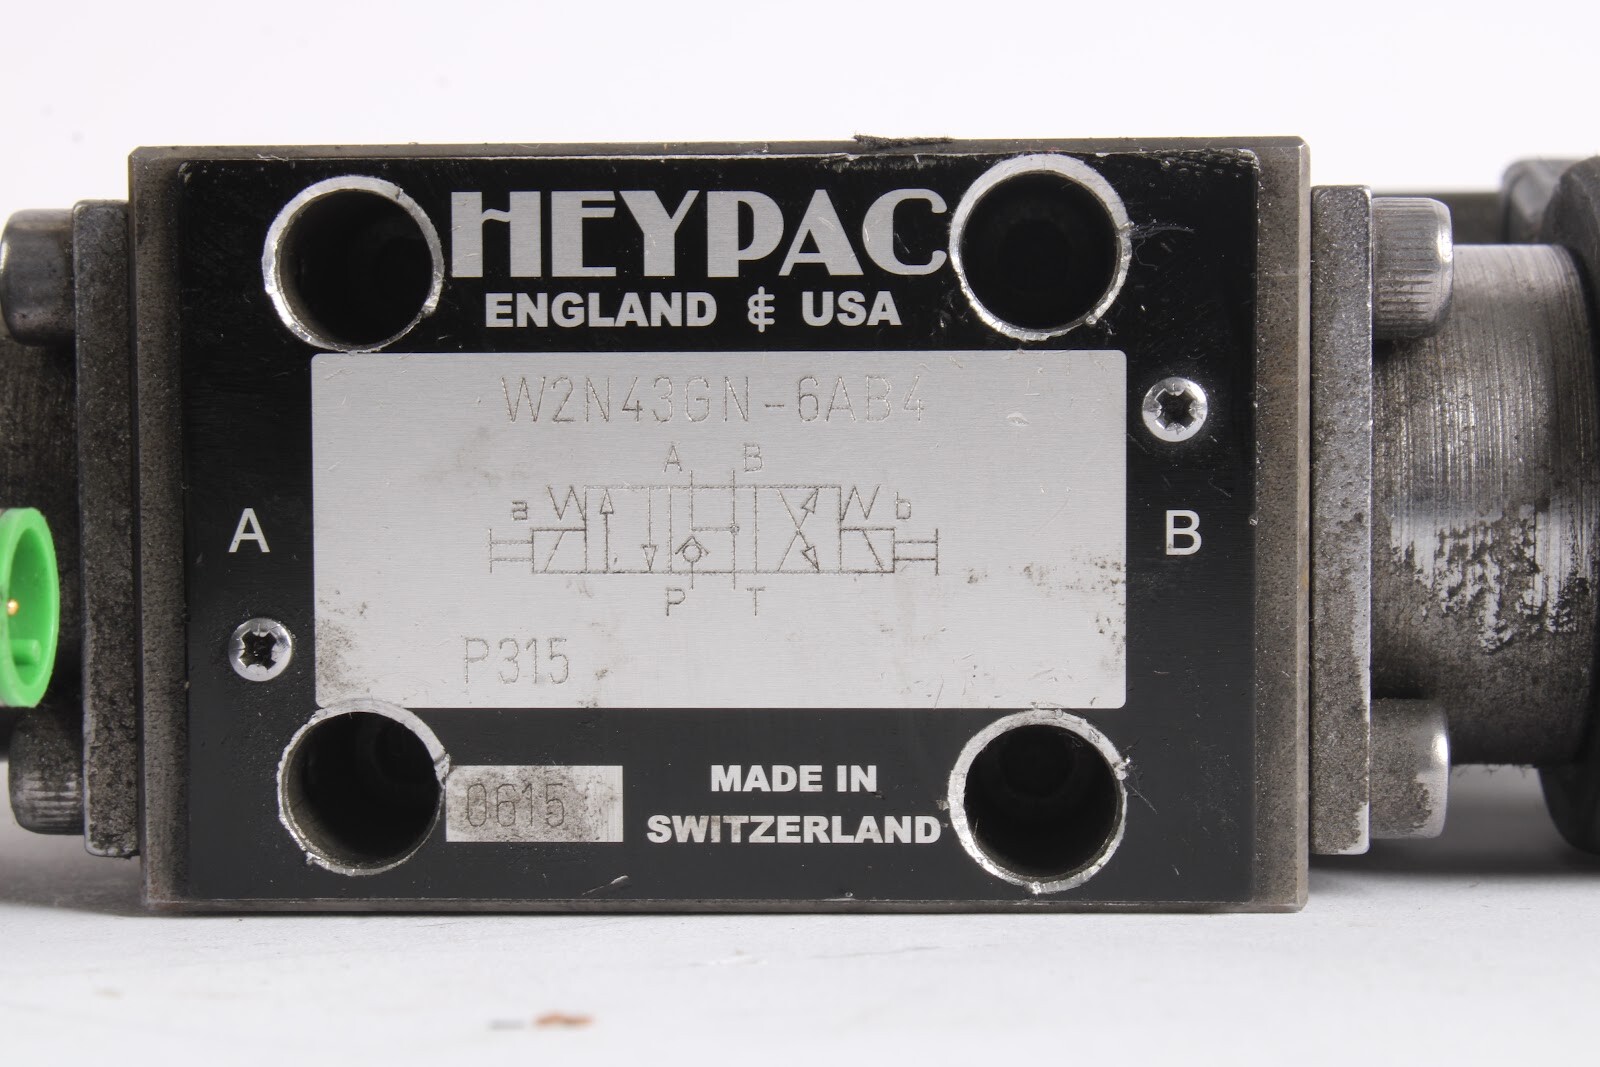 HEYPAC
ENGLAND & USA
W2N43GN-6AB4
A B
a b
A B
P T
P315
0615
MADE IN
SWITZERLAND